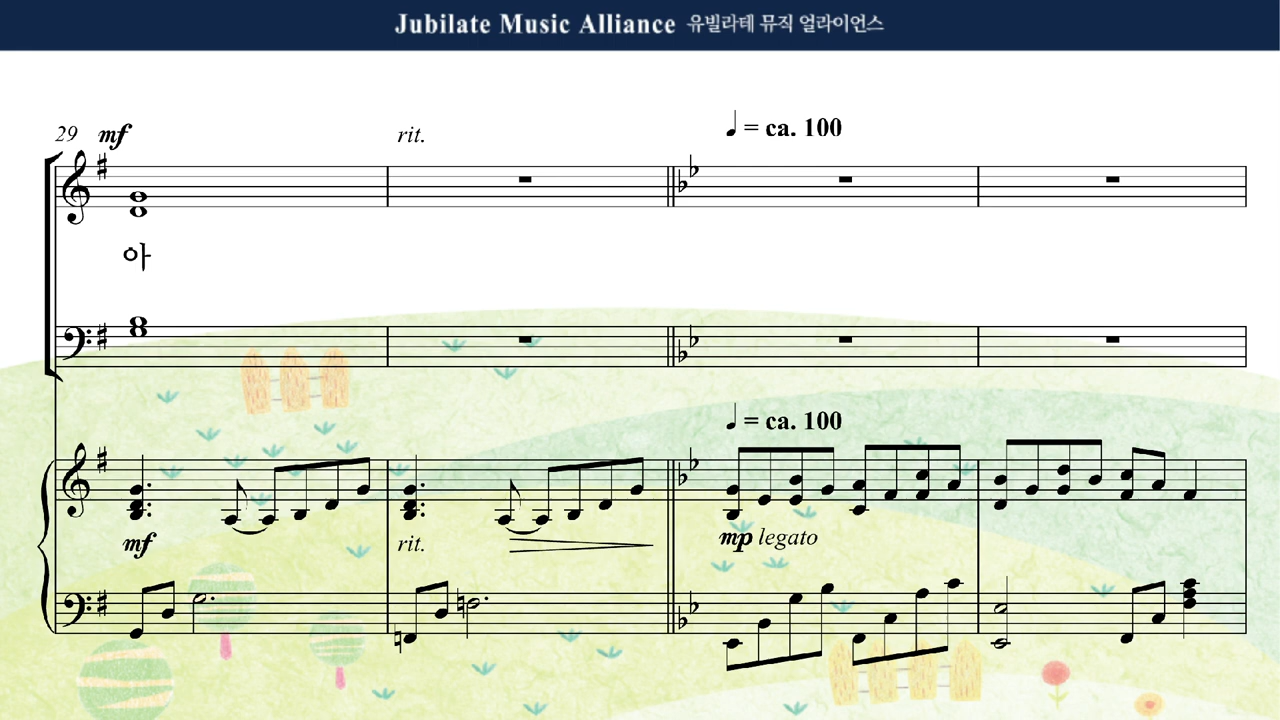 Jubilate Music Alliance 유빌라테 뮤직 얼라이언스
♩ = ca. 100
29 mf rit.
아
♩ = ca. 100
mf rit. mp legato